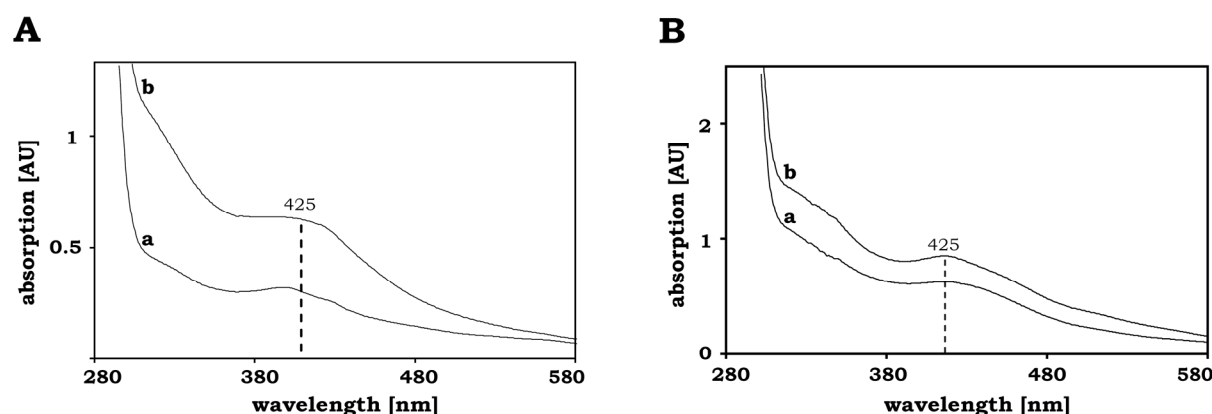 A
absorption [AU]
1
0.5
b
a
425
280
380
480
580
wavelength [nm]
B
absorption [AU]
2
1
0
b
a
425
280
380
480
580
wavelength [nm]